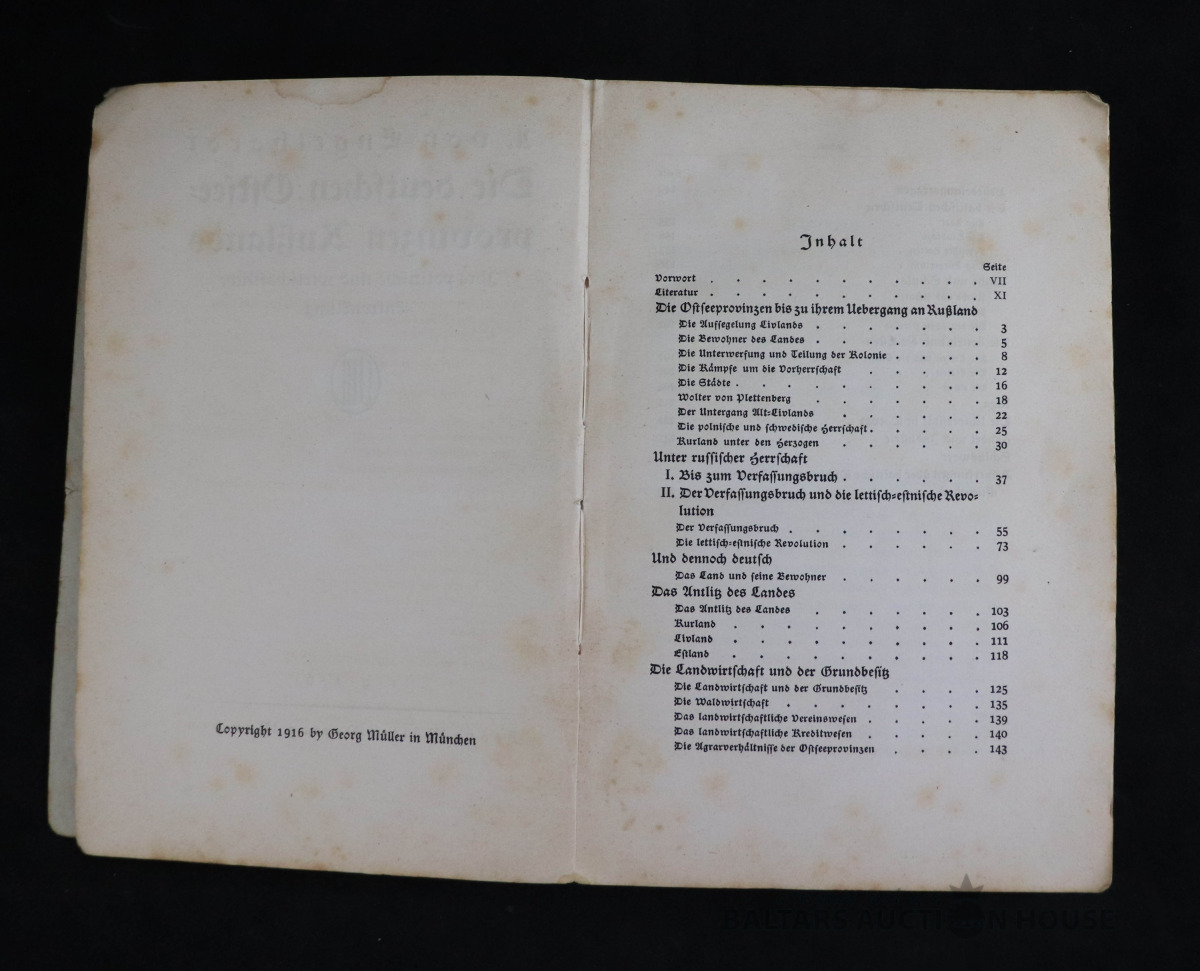 Copyright 1916 by Georg Müller in München
Inhalt
Seite
Vorwort . . . . . . . . . . . . VII
Literatur . . . . . . . . . . . . XI
Die Ostseeprovinzen bis zu ihrem Uebergang an Rußland
Die Aufsegelung Livlands . . . . . . . 3
Die Bewohner des Landes . . . . . . . 5
Die Unterwerfung und Teilung der Kolonie . . . . 8
Die Kämpfe um die Vorherrschaft . . . . . 12
Die Städte . . . . . . . . . . 16
Wolter von Plettenberg . . . . . . . 18
Der Untergang Alt-Livlands . . . . . . 22
Die polnische und schwedische Herrschaft . . . . . 25
Kurland unter den Herzogen . . . . . . 30
Unter russischer Herrschaft
I. Bis zum Verfassungsbruch . . . . . . 37
II. Der Verfassungsbruch und die lettisch-estnische Revo-
lution
Der Verfassungsbruch . . . . . . . . 55
Die lettisch-estnische Revolution . . . . . . 73
Und dennoch deutsch
Das Land und seine Bewohner . . . . . . 99
Das Antlitz des Landes
Das Antlitz des Landes . . . . . . . 103
Kurland . . . . . . . . . . 106
Livland . . . . . . . . . . 111
Estland . . . . . . . . . . 118
Die Landwirtschaft und der Grundbesitz
Die Landwirtschaft und der Grundbesitz . . . . 125
Die Waldwirtschaft . . . . . . . . 135
Das landwirtschaftliche Vereinswesen . . . . . 139
Das landwirtschaftliche Kreditwesen . . . . . 140
Die Agrarverhältnisse der Ostseeprovinzen . . . . 143
BALTARS AUCTION HOUSE